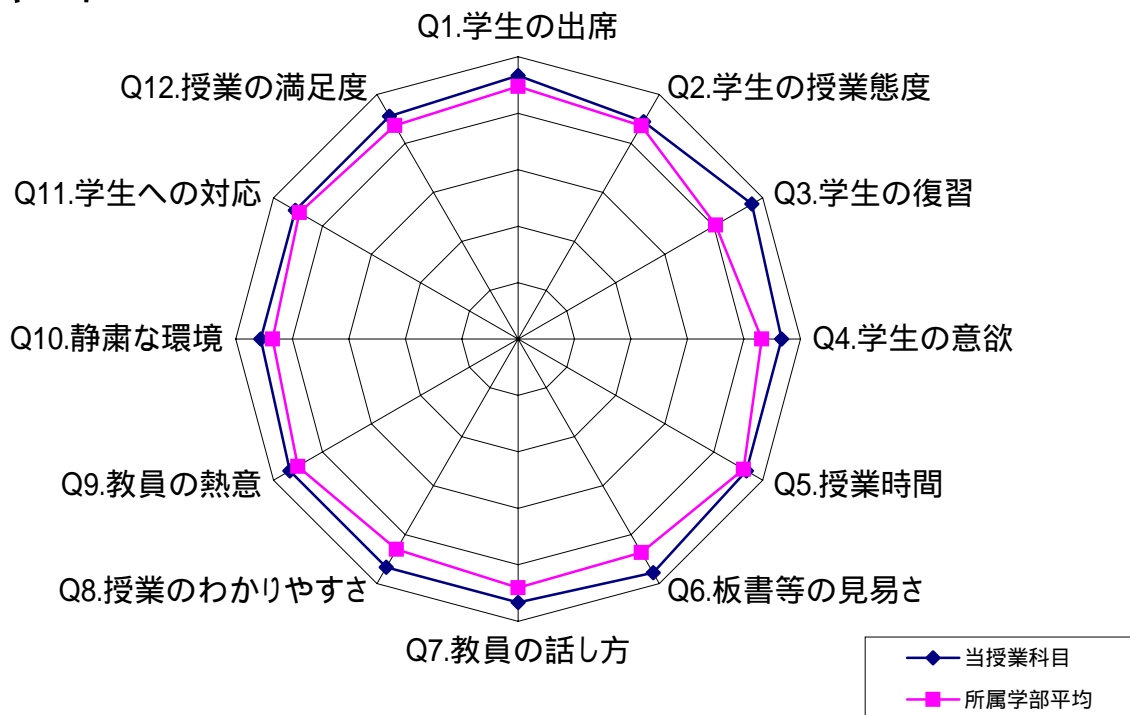 Q1.学生の出席
Q2.学生の授業態度
Q3.学生の復習
Q4.学生の意欲
Q5.授業時間
Q6.板書等の見易さ
Q7.教員の話し方
Q8.授業のわかりやすさ
Q9.教員の熱意
Q10.静粛な環境
Q11.学生への対応
Q12.授業の満足度
当授業科目
所属学部平均